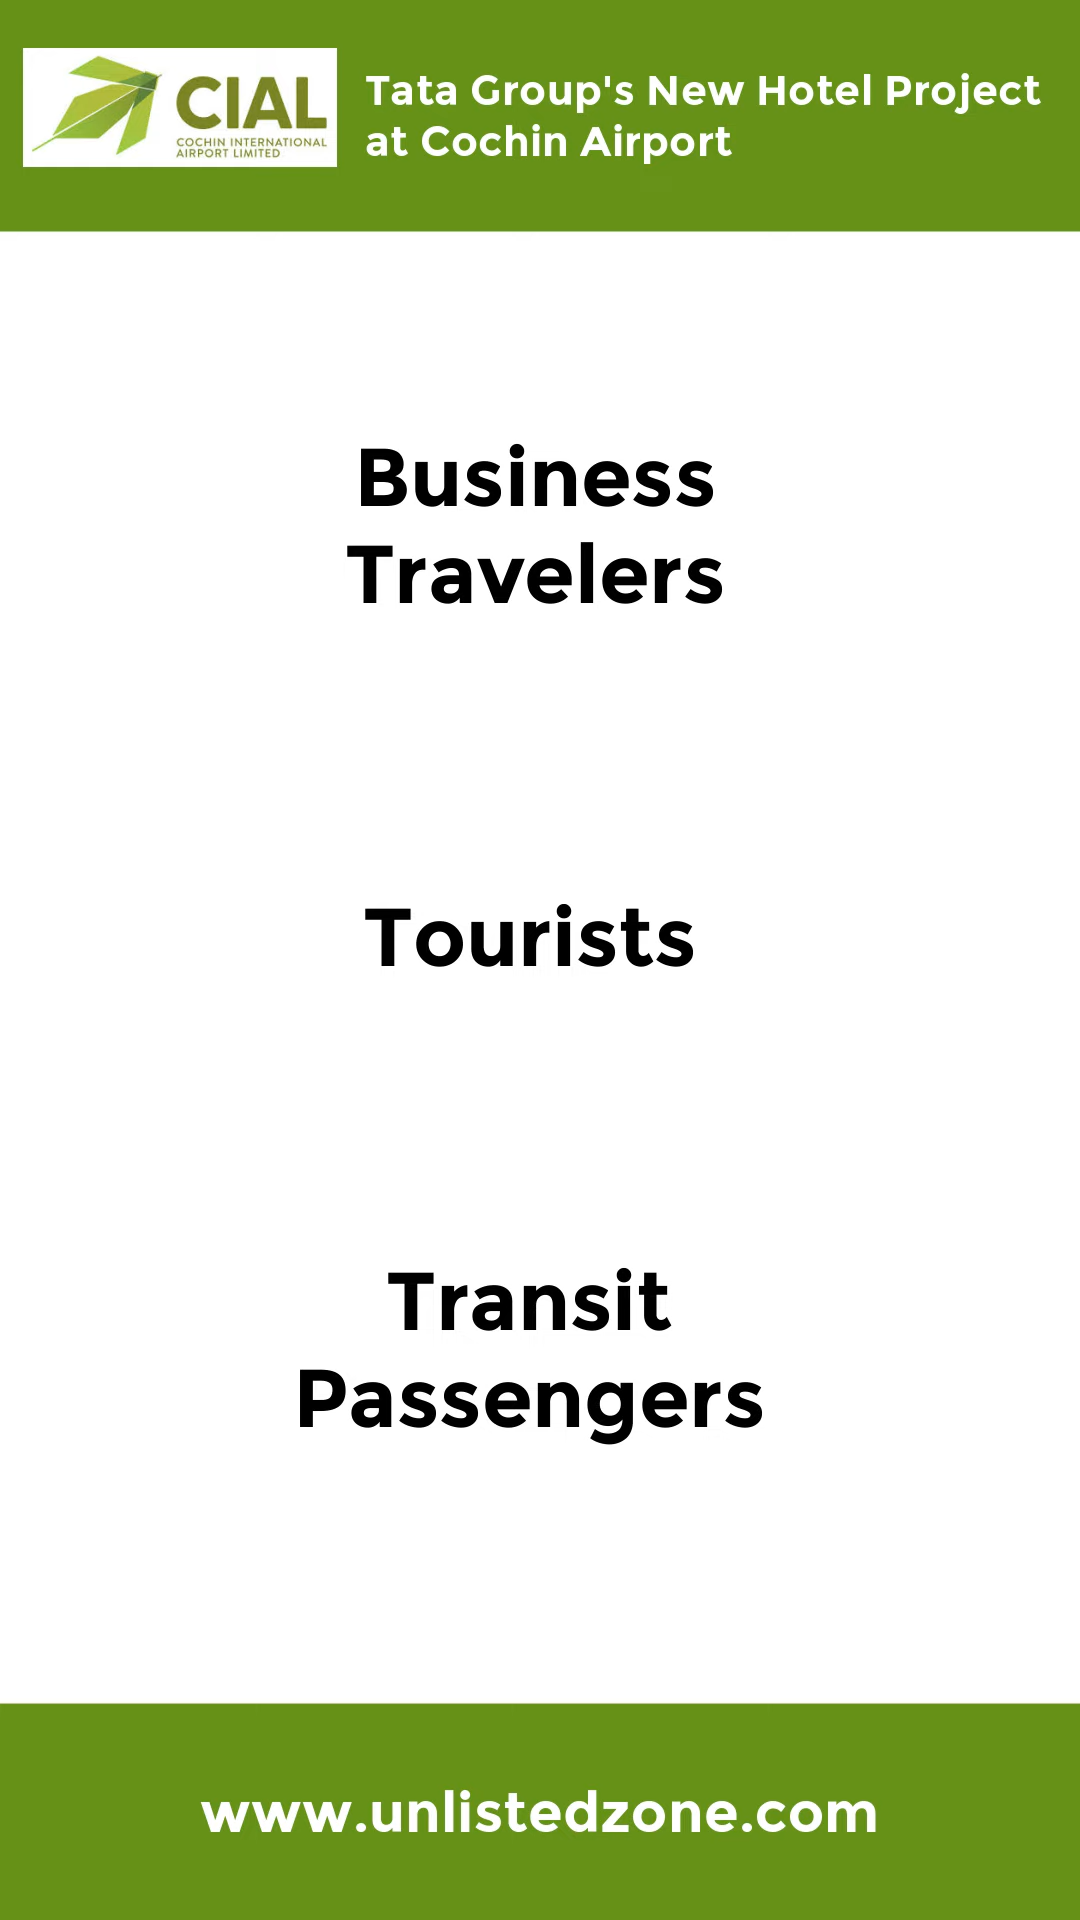 CIAL
COCHIN INTERNATIONAL
AIRPORT LIMITED
Tata Group's New Hotel Project
at Cochin Airport
Business
Travelers
Tourists
Transit
Passengers
www.unlistedzone.com